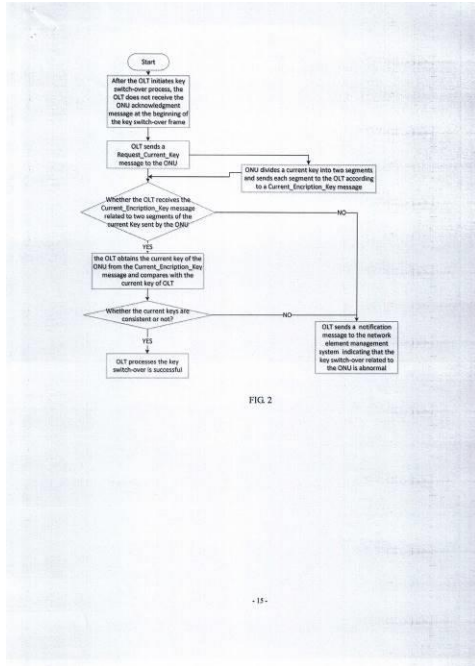 Start
After the OLT initiates key
switch-over process, the
OLT does not receive the
ONU acknowledgment
message at the beginning of
the key switch-over frame
OLT sends a
Request_Current_Key
message to the ONU
ONU divides a current key into two segments
and sends each segment to the OLT according
to a Current_Encription_Key message
Whether the OLT receives the
Current_Encription_Key message
related to two segments of the
current Key sent by the ONU
NO
YES
the OLT obtains the current key of the
ONU from the Current_Encription_Key
message and compares with the
current key of OLT
Whether the current keys are
consistent or not?
NO
YES
OLT sends a notification
message to the network
element management
system indicating that the
key switch-over related to
the ONU is abnormal
OLT processes the key
switch-over is successful
FIG. 2
- 15 -